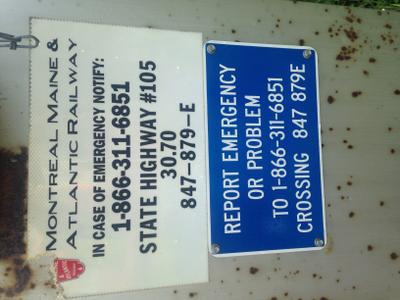 MONTREAL MAINE &
ATLANTIC RAILWAY
IN CASE OF EMERGENCY NOTIFY:
1-866-311-6851
STATE HIGHWAY #105
30.70
847-879-E
REPORT EMERGENCY
OR PROBLEM
TO 1-866-311-6851
CROSSING 847 879E